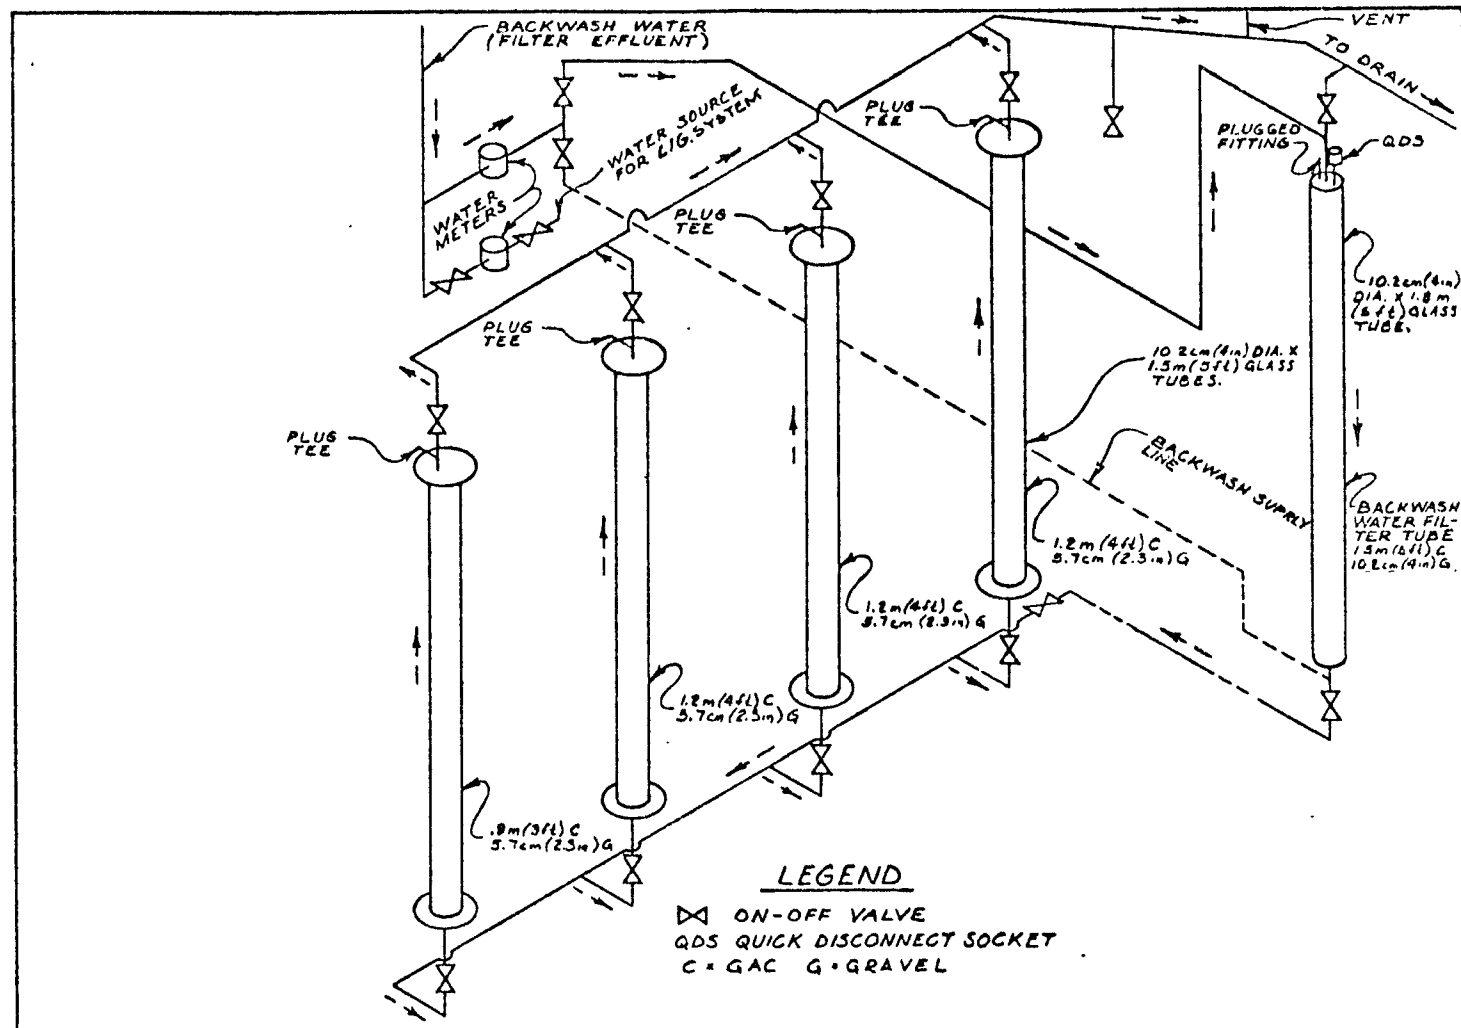 BACKWASH WATER
(FILTER EFFLUENT)
VENT
TO DRAIN
WATER SOURCE
FOR LIG. SYSTEM
PLUG
TEE
PLUGGED
FITTING
QDS
WATER
METERS
PLUG
TEE
10.2cm(4in)
DIA. X 1.8m
(6ft) GLASS
TUBE.
PLUG
TEE
10.2cm(4in) DIA. X
1.5m(5ft) GLASS
TUBES.
PLUG
TEE
BACKWASH SUPPLY
LINE
BACKWASH
WATER FIL-
TER TUBE
1.5m(5ft) C
10.2cm(4in) G.
1.2m(4ft) C
5.7cm(2.3in) G
1.2m(4ft) C
5.7cm(2.3in) G
1.2m(4ft) C
5.7cm(2.3in) G
.9m(3ft) C
5.7cm(2.3in) G
LEGEND
ON-OFF VALVE
QDS QUICK DISCONNECT SOCKET
C = GAC G = GRAVEL